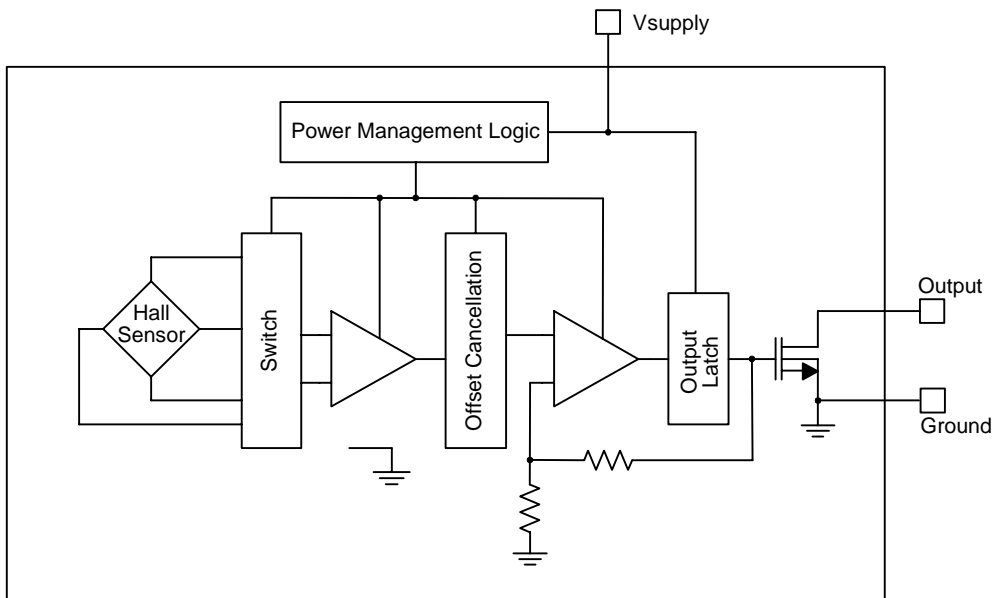 Vsupply
Power Management Logic
Hall
Sensor
Switch
Offset Cancellation
Output
Latch
Output
Ground